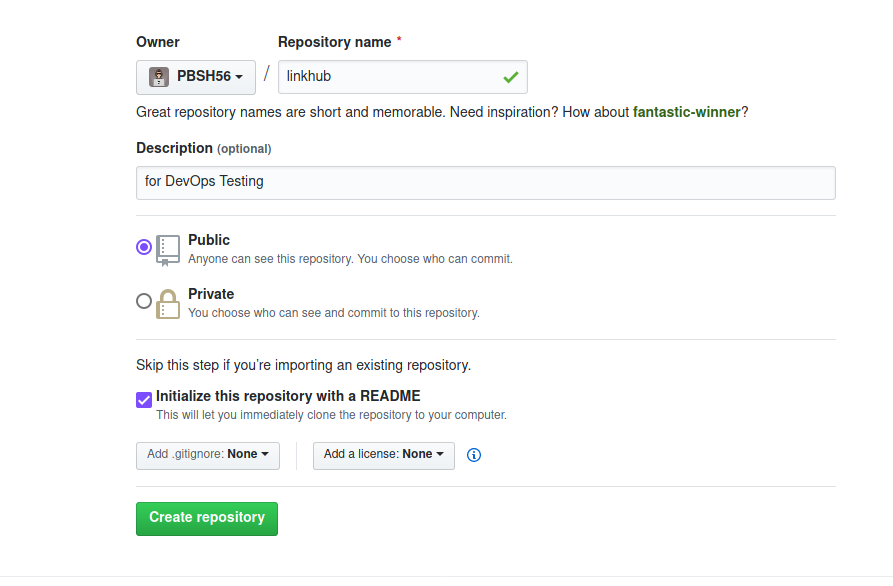 Owner Repository name *
PBSH56 / linkhub
Great repository names are short and memorable. Need inspiration? How about fantastic-winner?
Description (optional)
for DevOps Testing
Public
Anyone can see this repository. You choose who can commit.
Private
You choose who can see and commit to this repository.
Skip this step if you’re importing an existing repository.
Initialize this repository with a README
This will let you immediately clone the repository to your computer.
Add .gitignore: None Add a license: None
Create repository